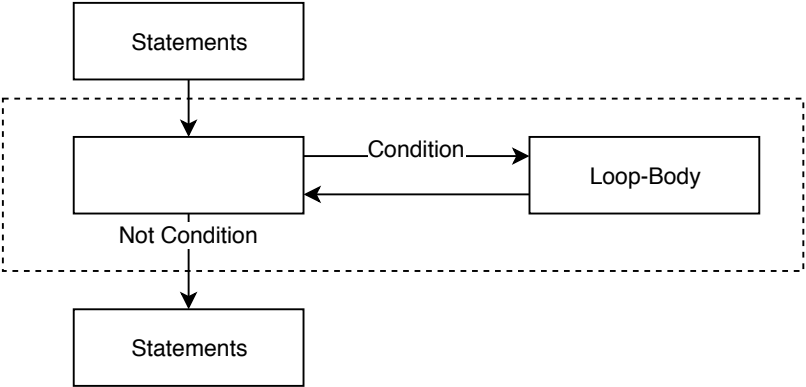 Statements
Condition
Loop-Body
Not Condition
Statements